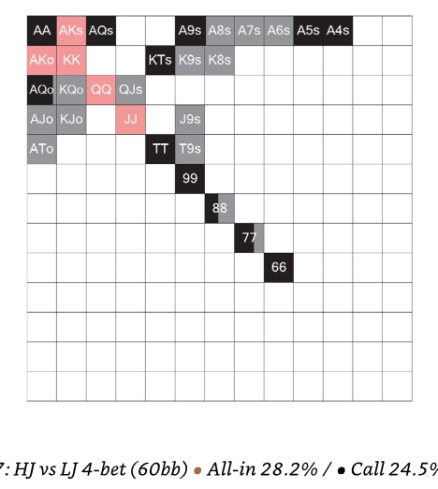 AA AKs AQs A9s A8s A7s A6s A5s A4s
AKo KK KTs K9s K8s
AQo KQo QQ QJs
AJo KJo JJ J9s
ATo TT T9s
99
88
77
66
7: HJ vs LJ 4-bet (60bb) • All-in 28.2% / • Call 24.5%